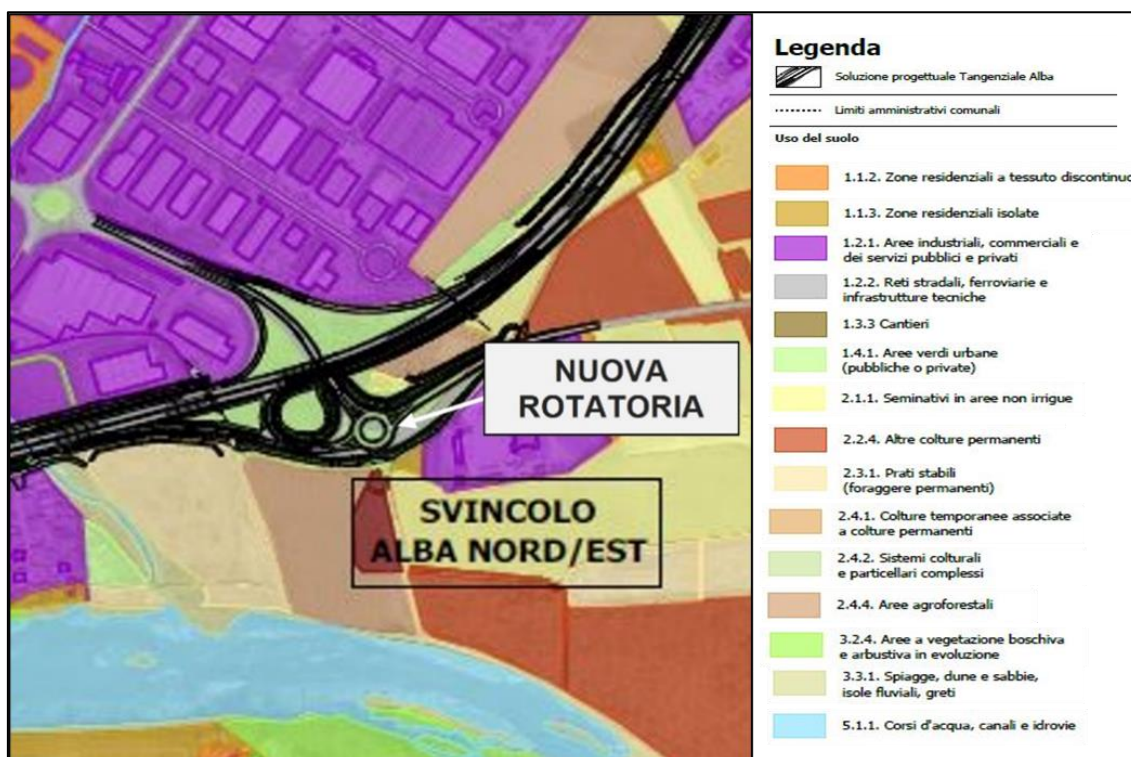 NUOVA
ROTATORIA
SVINCOLO
ALBA NORD/EST
Legenda
Soluzione progettuale Tangenziale Alba
Limiti amministrativi comunali
Uso del suolo
1.1.2. Zone residenziali a tessuto discontinuo
1.1.3. Zone residenziali isolate
1.2.1. Aree industriali, commerciali e
dei servizi pubblici e privati
1.2.2. Reti stradali, ferroviarie e
infrastrutture tecniche
1.3.3 Cantieri
1.4.1. Aree verdi urbane
(pubbliche o private)
2.1.1. Seminativi in aree non irrigue
2.2.4. Altre colture permanenti
2.3.1. Prati stabili
(foraggere permanenti)
2.4.1. Colture temporanee associate
a colture permanenti
2.4.2. Sistemi colturali
e particellari complessi
2.4.4. Aree agroforestali
3.2.4. Aree a vegetazione boschiva
e arbustiva in evoluzione
3.3.1. Spiagge, dune e sabbie,
isole fluviali, greti
5.1.1. Corsi d'acqua, canali e idrovie